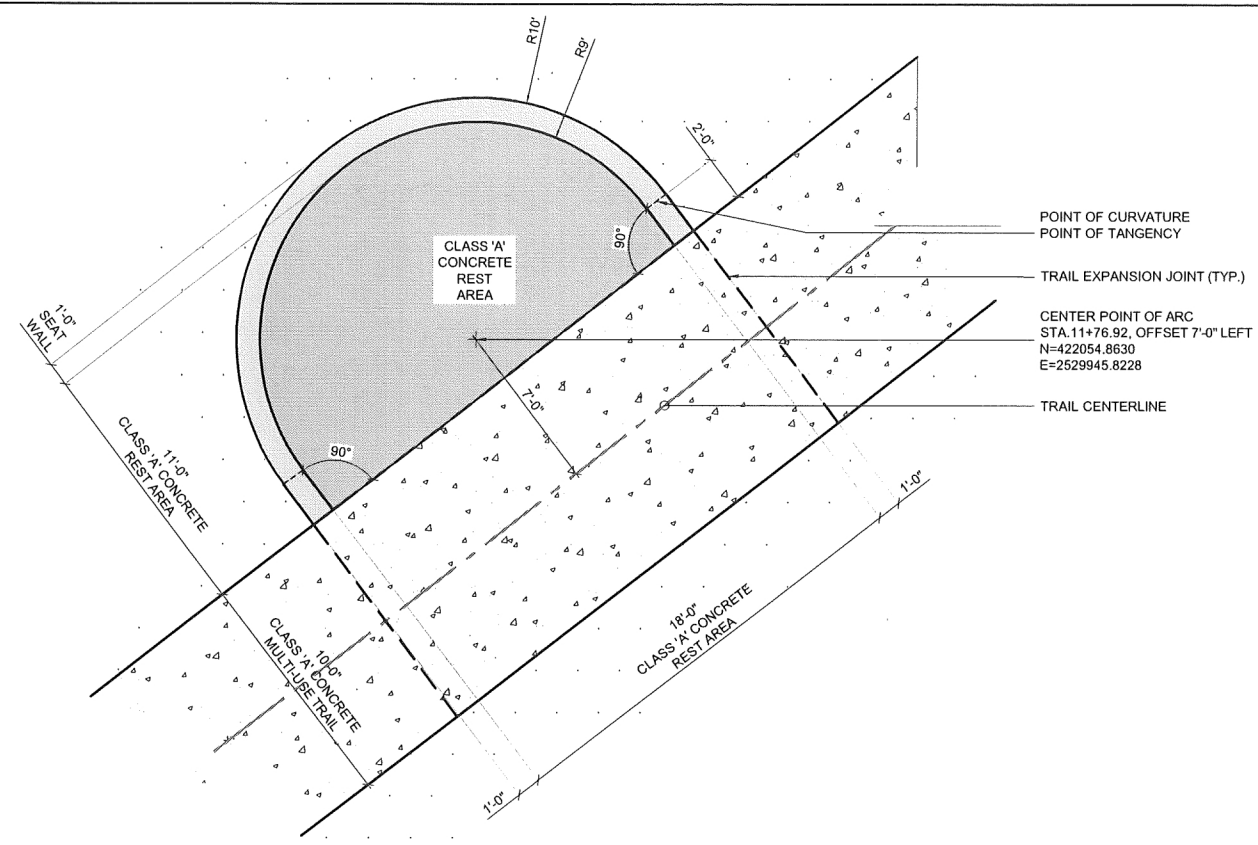 R10'
R9'
2'-0"
POINT OF CURVATURE
POINT OF TANGENCY
90°
CLASS 'A'
CONCRETE
REST
AREA
TRAIL EXPANSION JOINT (TYP.)
1'-0"
SEAT
WALL
CENTER POINT OF ARC
STA.11+76.92, OFFSET 7'-0" LEFT
N=422054.8630
E=2529945.8228
7'-0"
TRAIL CENTERLINE
90°
11'-0"
CLASS 'A' CONCRETE
REST AREA
1'-0"
18'-0"
CLASS 'A' CONCRETE
REST AREA
10'-0"
CLASS 'A' CONCRETE
MULTI-USE TRAIL
1'-0"